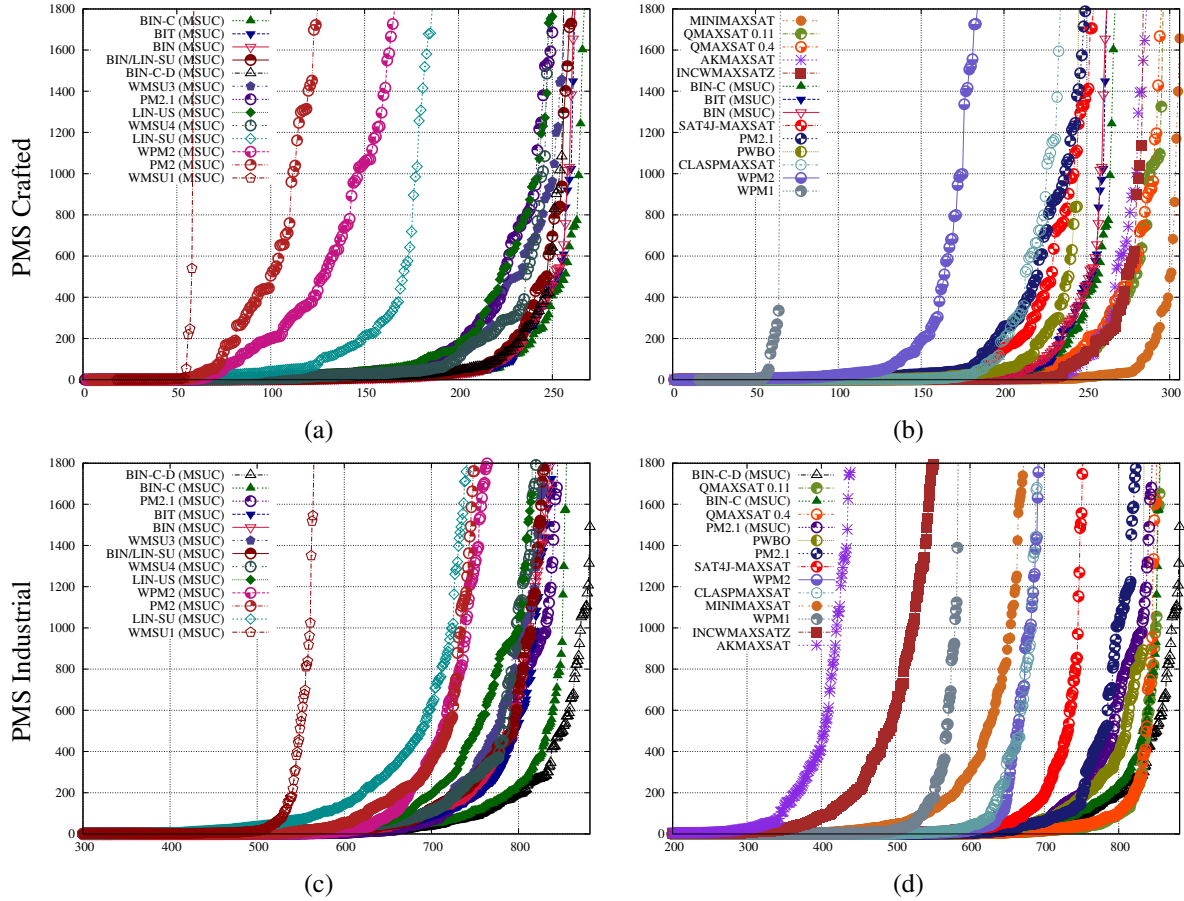 PMS Crafted
1800
1600
1400
1200
1000
800
600
400
200
0
BIN-C (MSUC)
BIT (MSUC)
BIN (MSUC)
BIN/LIN-SU (MSUC)
BIN-C-D (MSUC)
WMSU3 (MSUC)
PM2.1 (MSUC)
LIN-US (MSUC)
WMSU4 (MSUC)
LIN-SU (MSUC)
WPM2 (MSUC)
PM2 (MSUC)
WMSU1 (MSUC)
0 50 100 150 200 250
(a)
1800
1600
1400
1200
1000
800
600
400
200
0
MINIMAXSAT
QMAXSAT 0.11
QMAXSAT 0.4
AKMAXSAT
INCWMAXSATZ
BIN-C (MSUC)
BIT (MSUC)
BIN (MSUC)
SAT4J-MAXSAT
PM2.1
PWBO
CLASPMAXSAT
WPM2
WPM1
0 50 100 150 200 250 300
(b)
PMS Industrial
1800
1600
1400
1200
1000
800
600
400
200
0
BIN-C-D (MSUC)
BIN-C (MSUC)
PM2.1 (MSUC)
BIT (MSUC)
BIN (MSUC)
WMSU3 (MSUC)
BIN/LIN-SU (MSUC)
WMSU4 (MSUC)
LIN-US (MSUC)
WPM2 (MSUC)
PM2 (MSUC)
LIN-SU (MSUC)
WMSU1 (MSUC)
300 400 500 600 700 800
(c)
1800
1600
1400
1200
1000
800
600
400
200
0
BIN-C-D (MSUC)
QMAXSAT 0.11
BIN-C (MSUC)
QMAXSAT 0.4
PM2.1 (MSUC)
PWBO
PM2.1
SAT4J-MAXSAT
WPM2
CLASPMAXSAT
MINIMAXSAT
WPM1
INCWMAXSATZ
AKMAXSAT
200 300 400 500 600 700 800
(d)